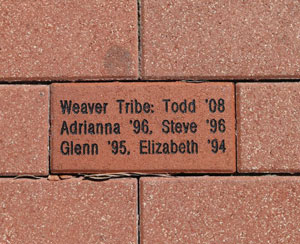 Weaver Tribe: Todd '08
Adrianna '96, Steve '96
Glenn '95, Elizabeth '94